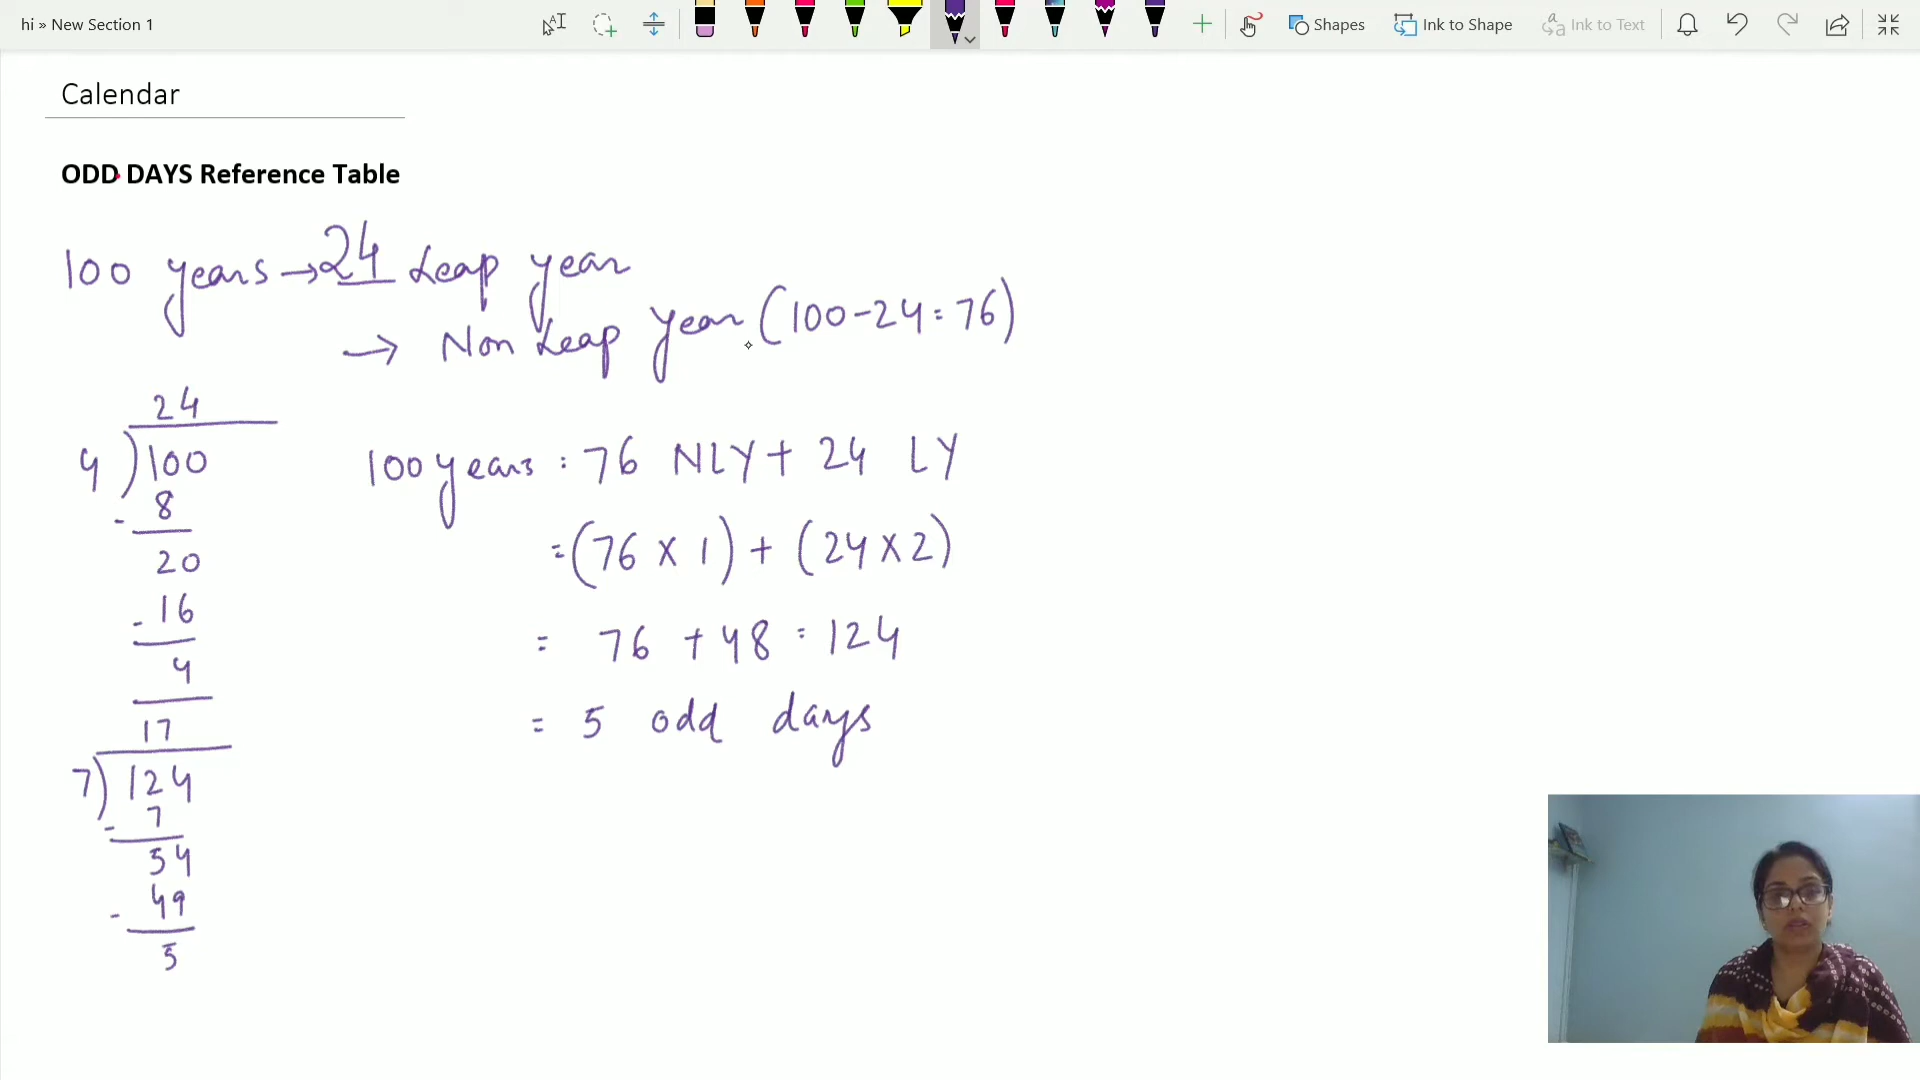 hi » New Section 1
Shapes
Ink to Shape
Ink to Text
Calendar
ODD DAYS Reference Table
100 years → 24 Leap year
→ Non Leap year (100-24=76)
24
4)100
- 8
20
- 16
4
17
7)124
- 7
54
- 49
5
100 years : 76 NLY + 24 LY
= (76 X 1) + (24 X 2)
= 76 + 48 = 124
= 5 odd days